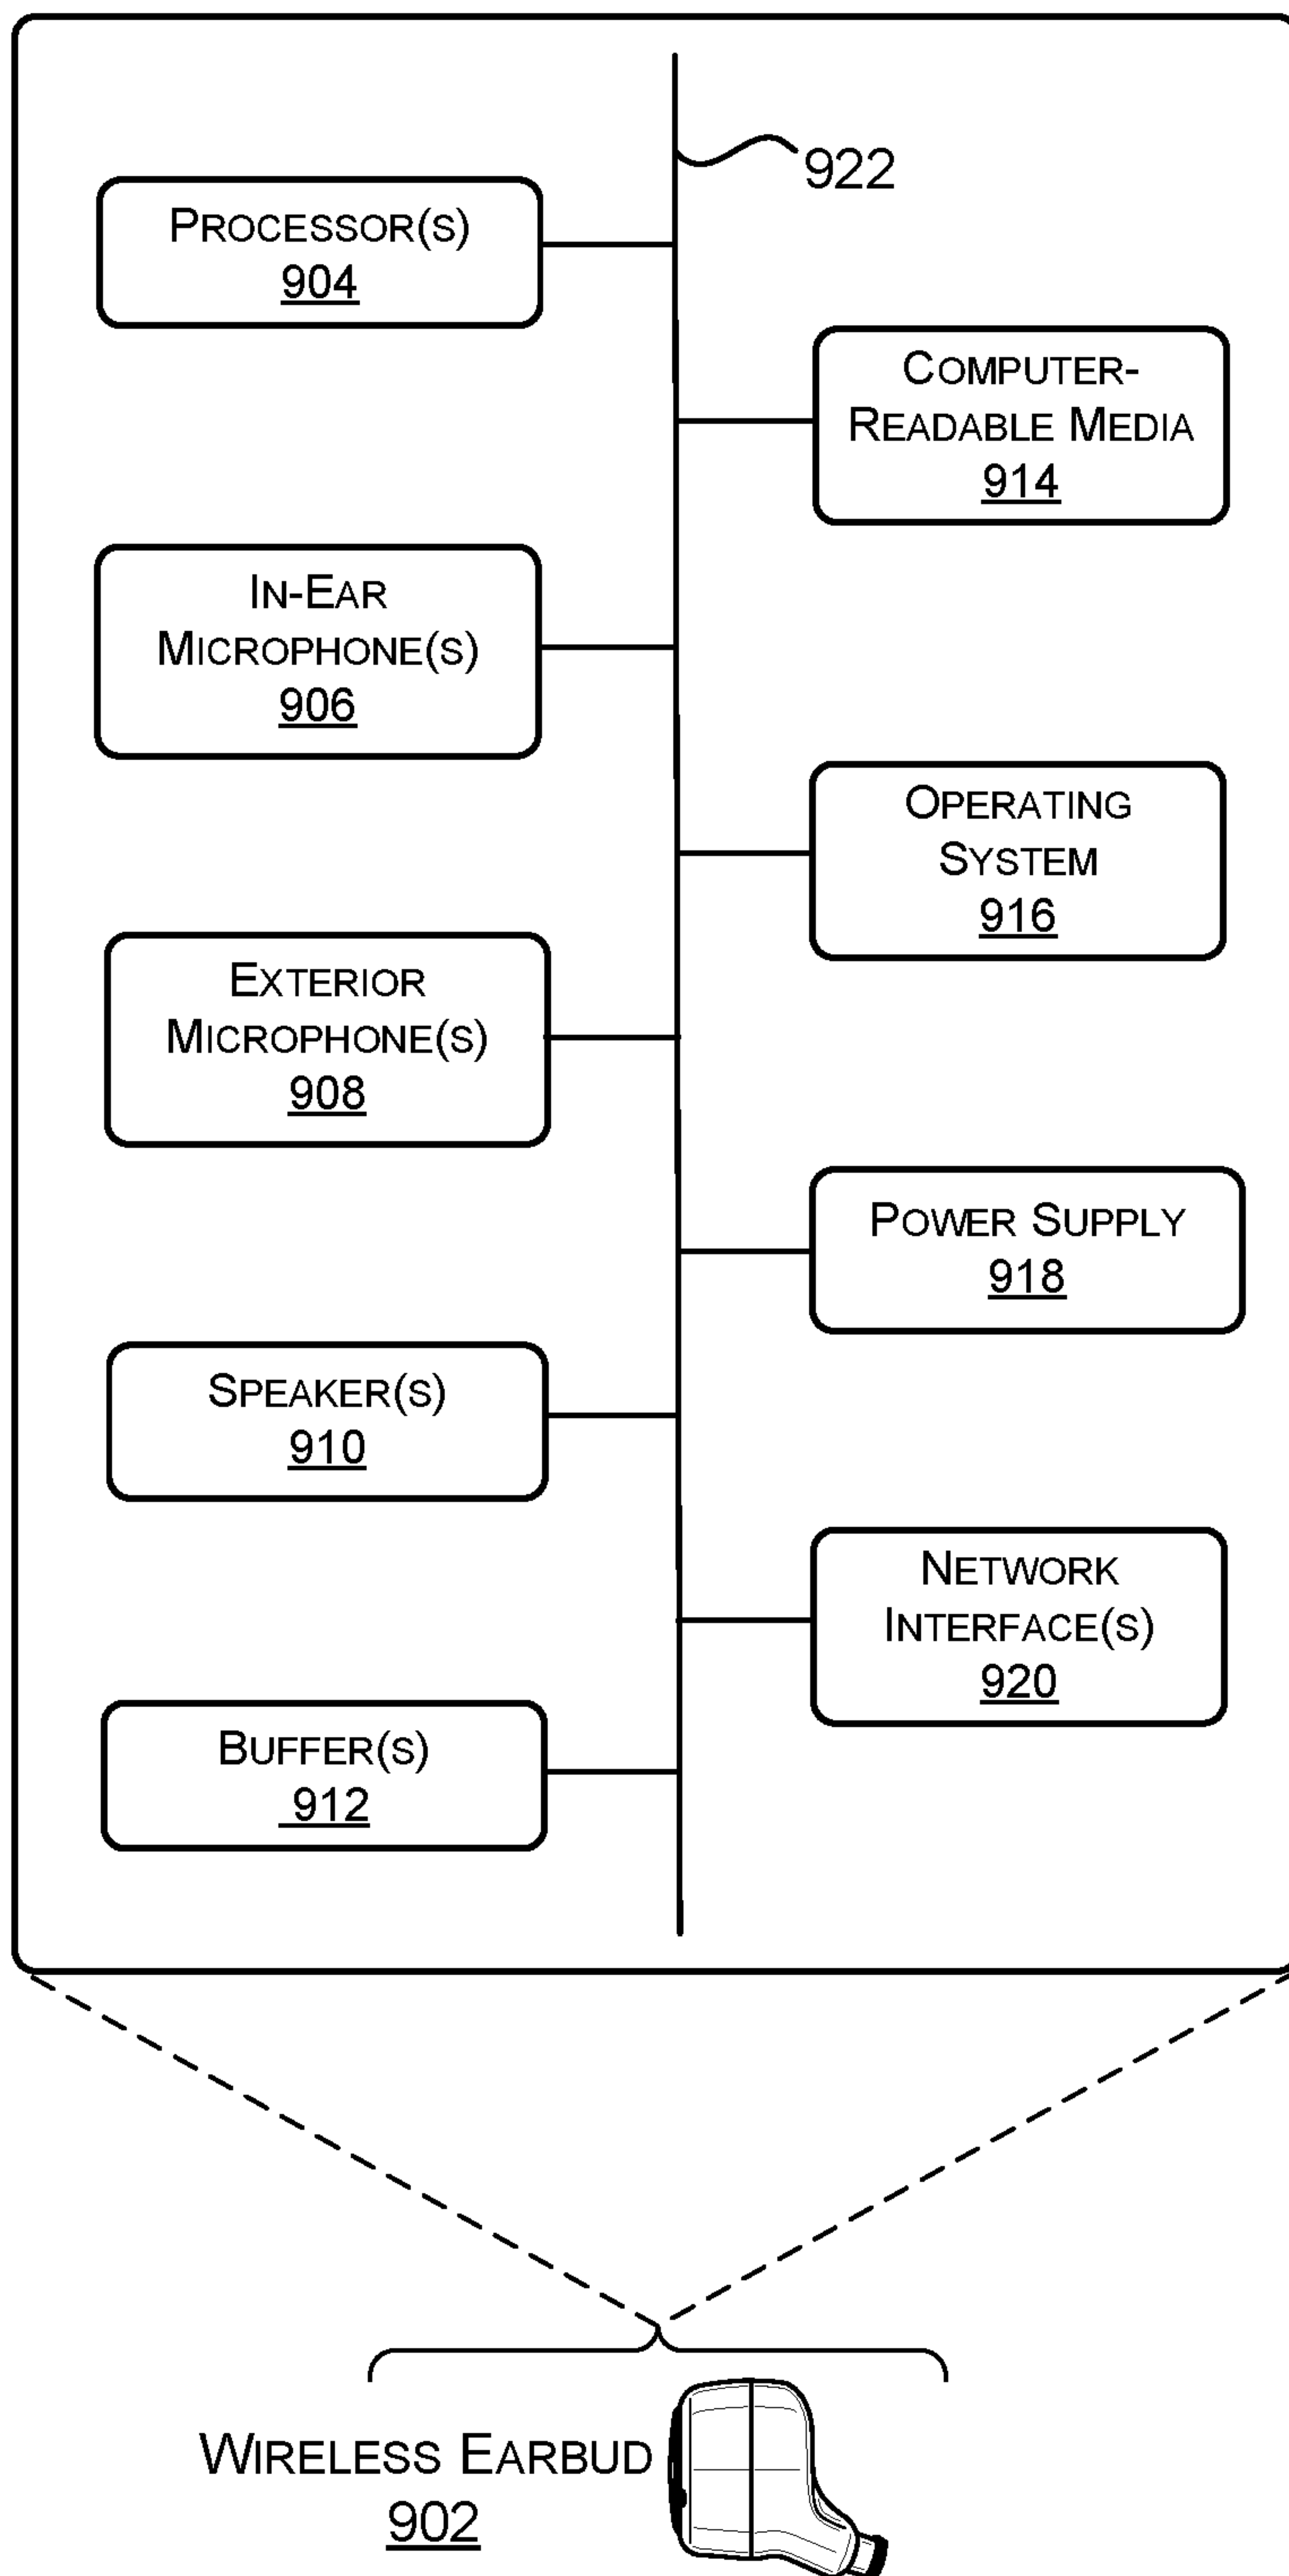 922
PROCESSOR(S)
904
COMPUTER-
READABLE MEDIA
914
IN-EAR
MICROPHONE(S)
906
OPERATING
SYSTEM
916
EXTERIOR
MICROPHONE(S)
908
POWER SUPPLY
918
SPEAKER(S)
910
NETWORK
INTERFACE(S)
920
BUFFER(S)
912
WIRELESS EARBUD
902